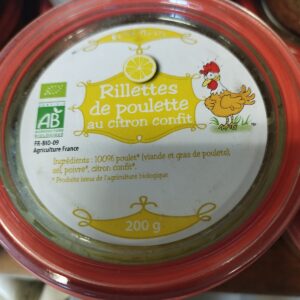 Rillettes
de poulette
au citron confit
AB
FR-BIO-09
Agriculture France
Ingrédients : 100% poulet* (viande et gras de poulets),
sel, poivre*, citron confit*.
* Produits issus de l'agriculture biologique
200 g